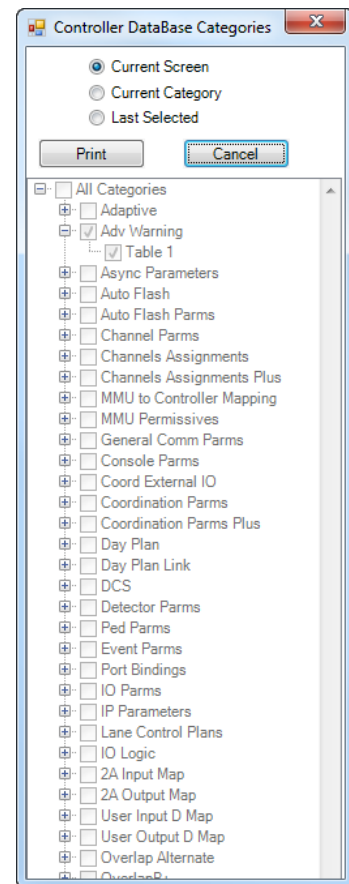 Controller DataBase Categories
Current Screen
Current Category
Last Selected
Print Cancel
All Categories
Adaptive
Adv Warning
Table 1
Async Parameters
Auto Flash
Auto Flash Parms
Channel Parms
Channels Assignments
Channels Assignments Plus
MMU to Controller Mapping
MMU Permissives
General Comm Parms
Console Parms
Coord External IO
Coordination Parms
Coordination Parms Plus
Day Plan
Day Plan Link
DCS
Detector Parms
Ped Parms
Event Parms
Port Bindings
IO Parms
IP Parameters
Lane Control Plans
IO Logic
2A Input Map
2A Output Map
User Input D Map
User Output D Map
Overlap Alternate